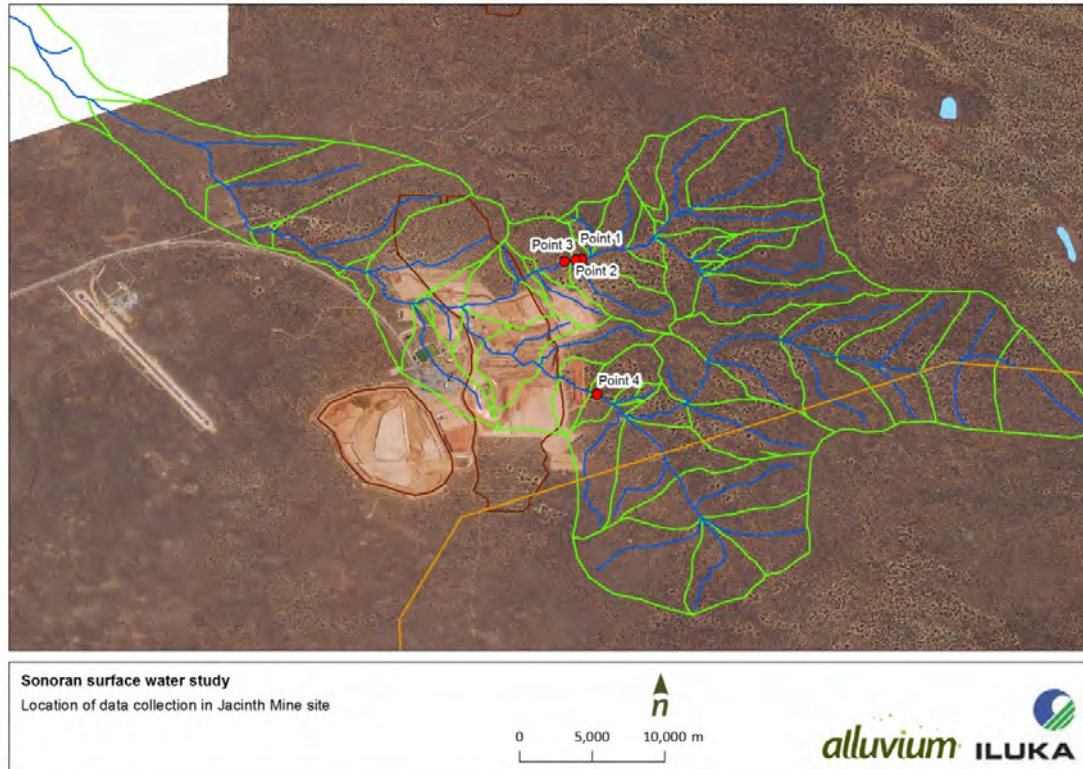 Point 3
Point 1
Point 2
Point 4
Sonoran surface water study
Location of data collection in Jacinth Mine site
n
0 5,000 10,000 m
alluvium
ILUKA